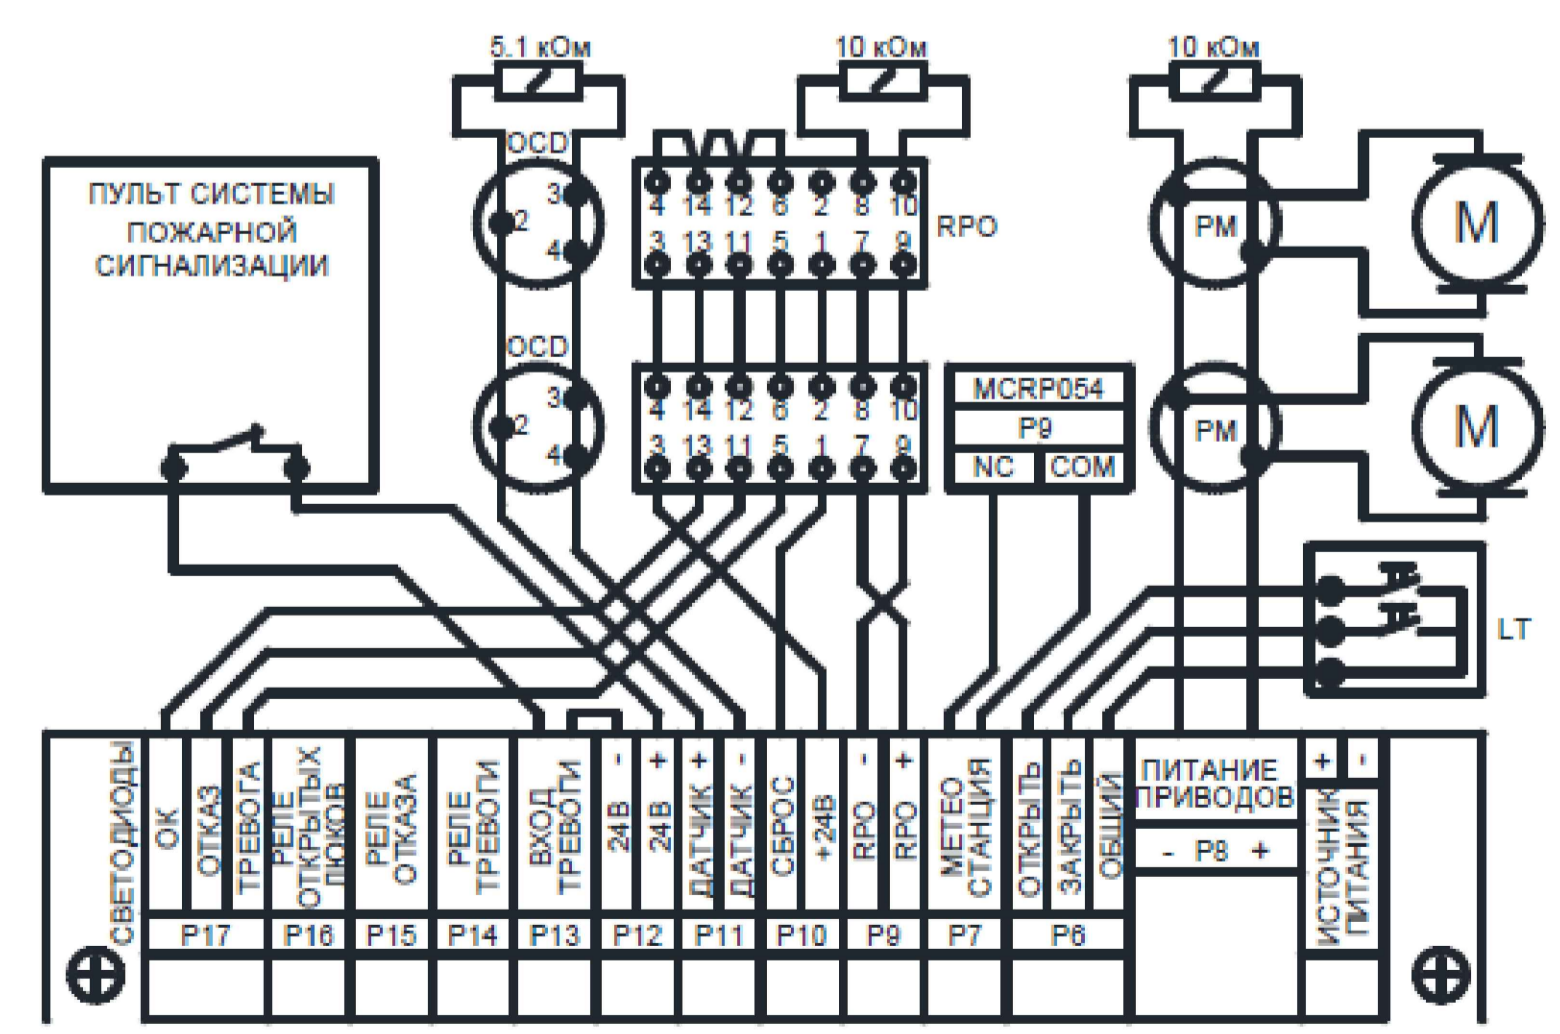 5.1 кОм
10 кОм
10 кОм
ПУЛЬТ СИСТЕМЫ
ПОЖАРНОЙ
СИГНАЛИЗАЦИИ
OCD
3
2
4
4 14 12 6 2 8 10
3 13 11 5 1 7 9
RPO
PM
M
OCD
3
2
4
4 14 12 6 2 8 10
3 13 11 5 1 7 9
MCRP054
P9
NC COM
PM
M
LT
СВЕТОДИОДЫ
ОК
ОТКАЗ
ТРЕВОГА
РЕЛЕ
ОТКРЫТЫХ
ЛЮКОВ
РЕЛЕ
ОТКАЗА
РЕЛЕ
ТРЕВОГИ
ВХОД
ТРЕВОГИ
24В -
24В +
ДАТЧИК +
ДАТЧИК -
СБРОС
+24В
RPO -
RPO +
МЕТЕО
СТАНЦИЯ
ОТКРЫТЬ
ЗАКРЫТЬ
ОБЩИЙ
ПИТАНИЕ
ПРИВОДОВ
- P8 +
+ -
ИСТОЧНИК
ПИТАНИЯ
P17 P16 P15 P14 P13 P12 P11 P10 P9 P7 P6